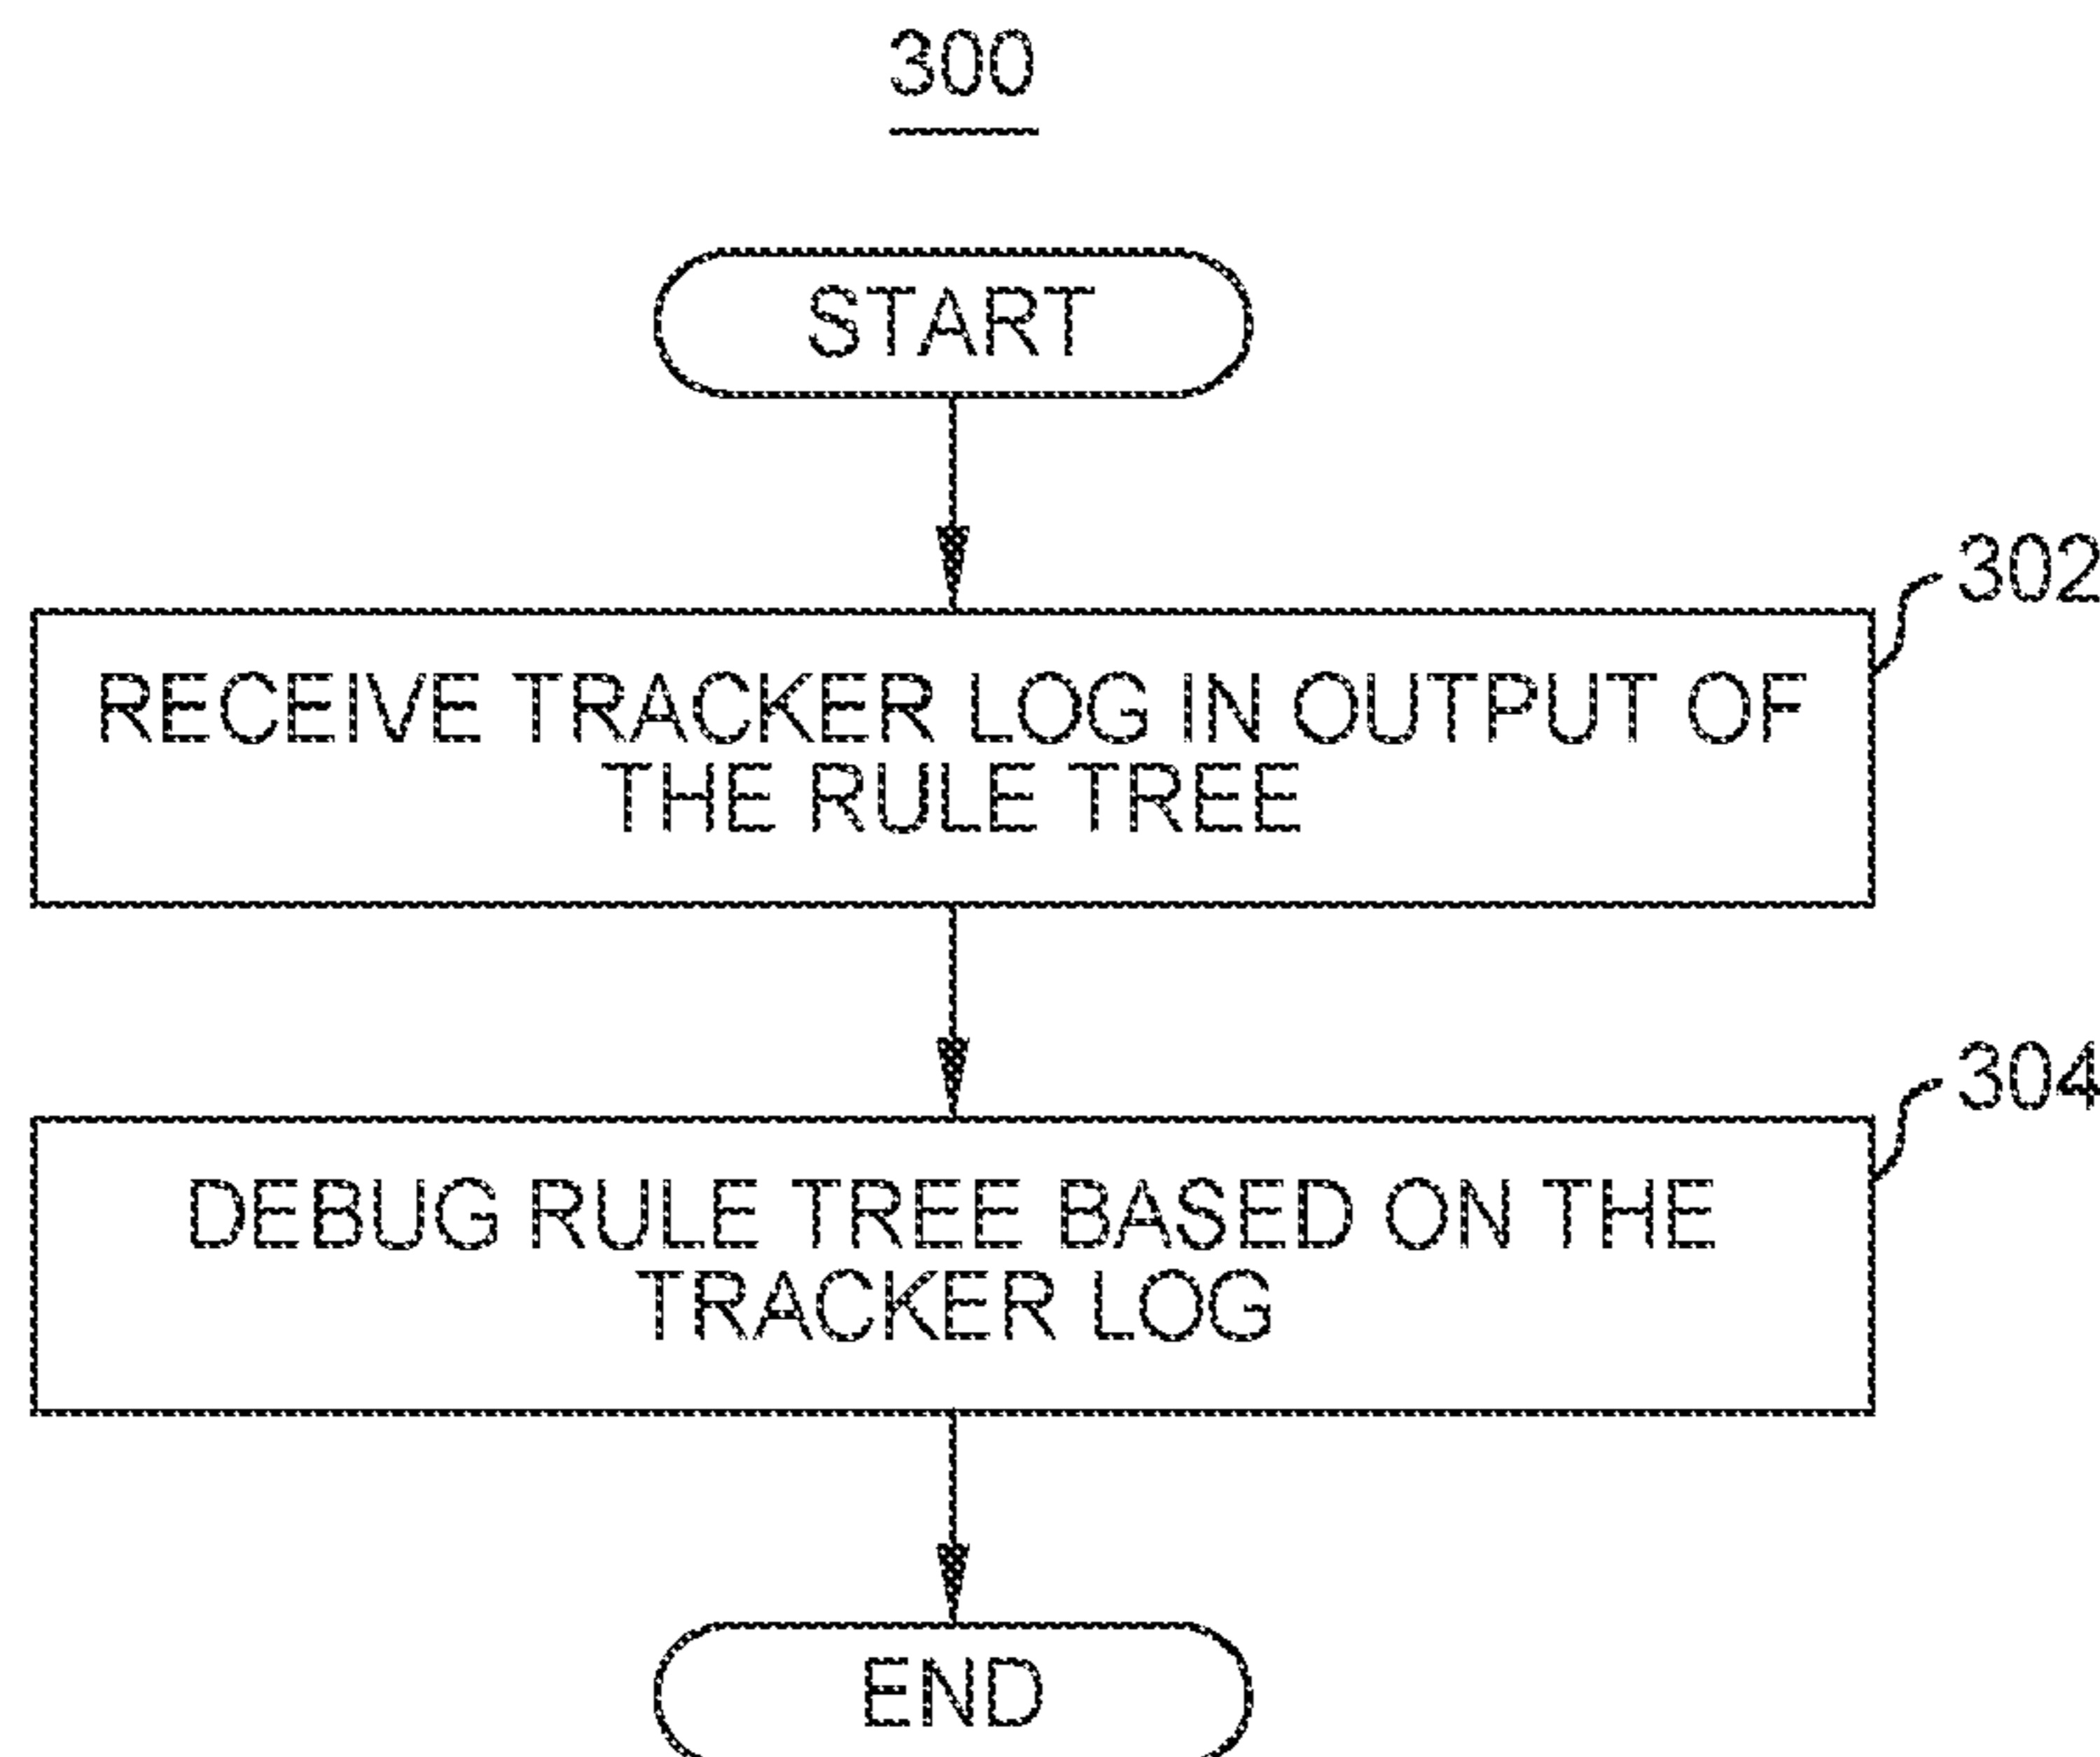 300
START
302
RECEIVE TRACKER LOG IN OUTPUT OF
THE RULE TREE
304
DEBUG RULE TREE BASED ON THE
TRACKER LOG
END